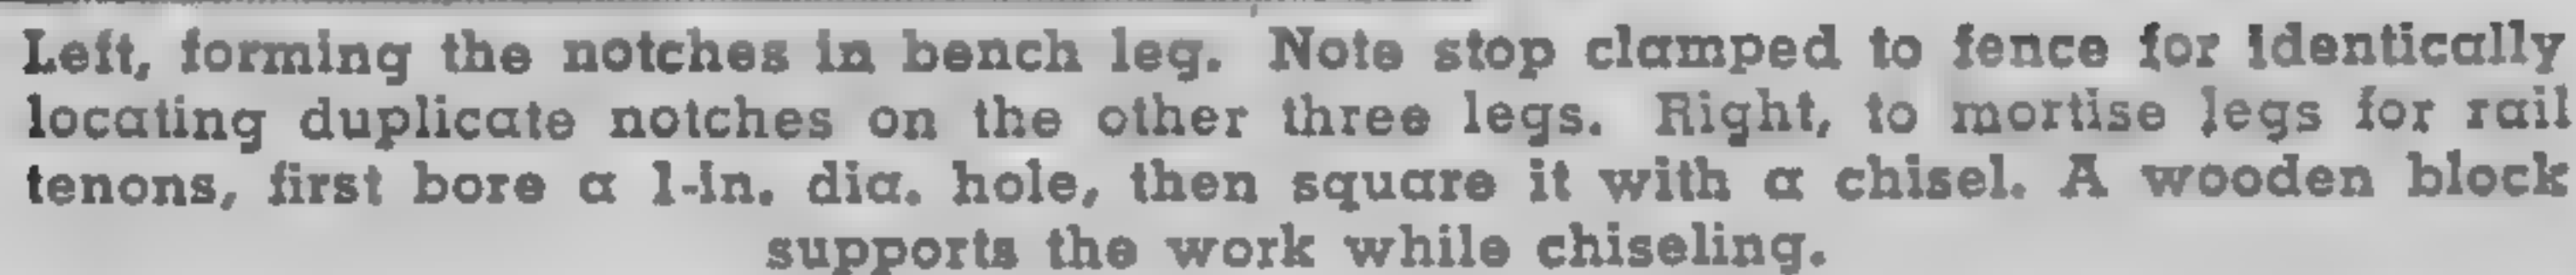 Left, forming the notches in bench leg. Note stop clamped to fence for identically
locating duplicate notches on the other three legs. Right, to mortise legs for rail
tenons, first bore a 1-in. dia. hole, then square it with a chisel. A wooden block
supports the work while chiseling.